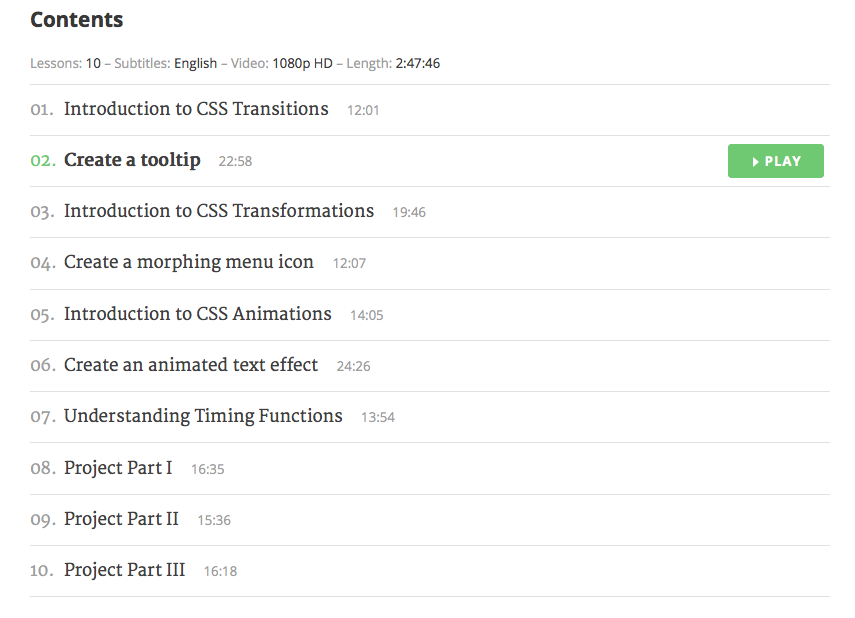 Contents
Lessons: 10 – Subtitles: English – Video: 1080p HD – Length: 2:47:46
01. Introduction to CSS Transitions 12:01
02. Create a tooltip 22:58 PLAY
03. Introduction to CSS Transformations 19:46
04. Create a morphing menu icon 12:07
05. Introduction to CSS Animations 14:05
06. Create an animated text effect 24:26
07. Understanding Timing Functions 13:54
08. Project Part I 16:35
09. Project Part II 15:36
10. Project Part III 16:18